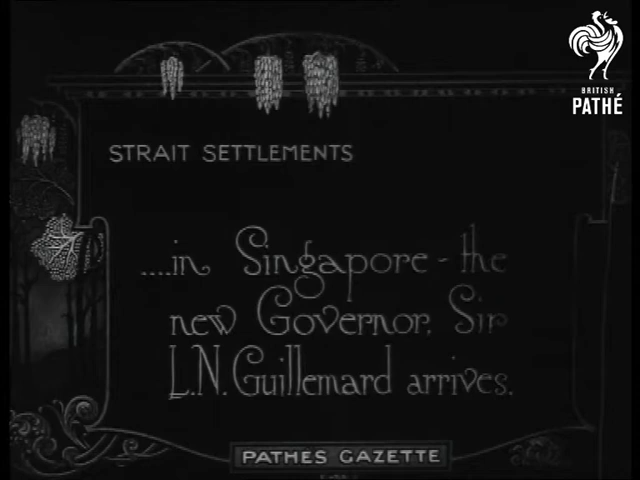 BRITISH
PATHÉ
STRAIT SETTLEMENTS
....in Singapore - the
new Governor, Sir
L.N. Guillemard arrives.
PATHES GAZETTE